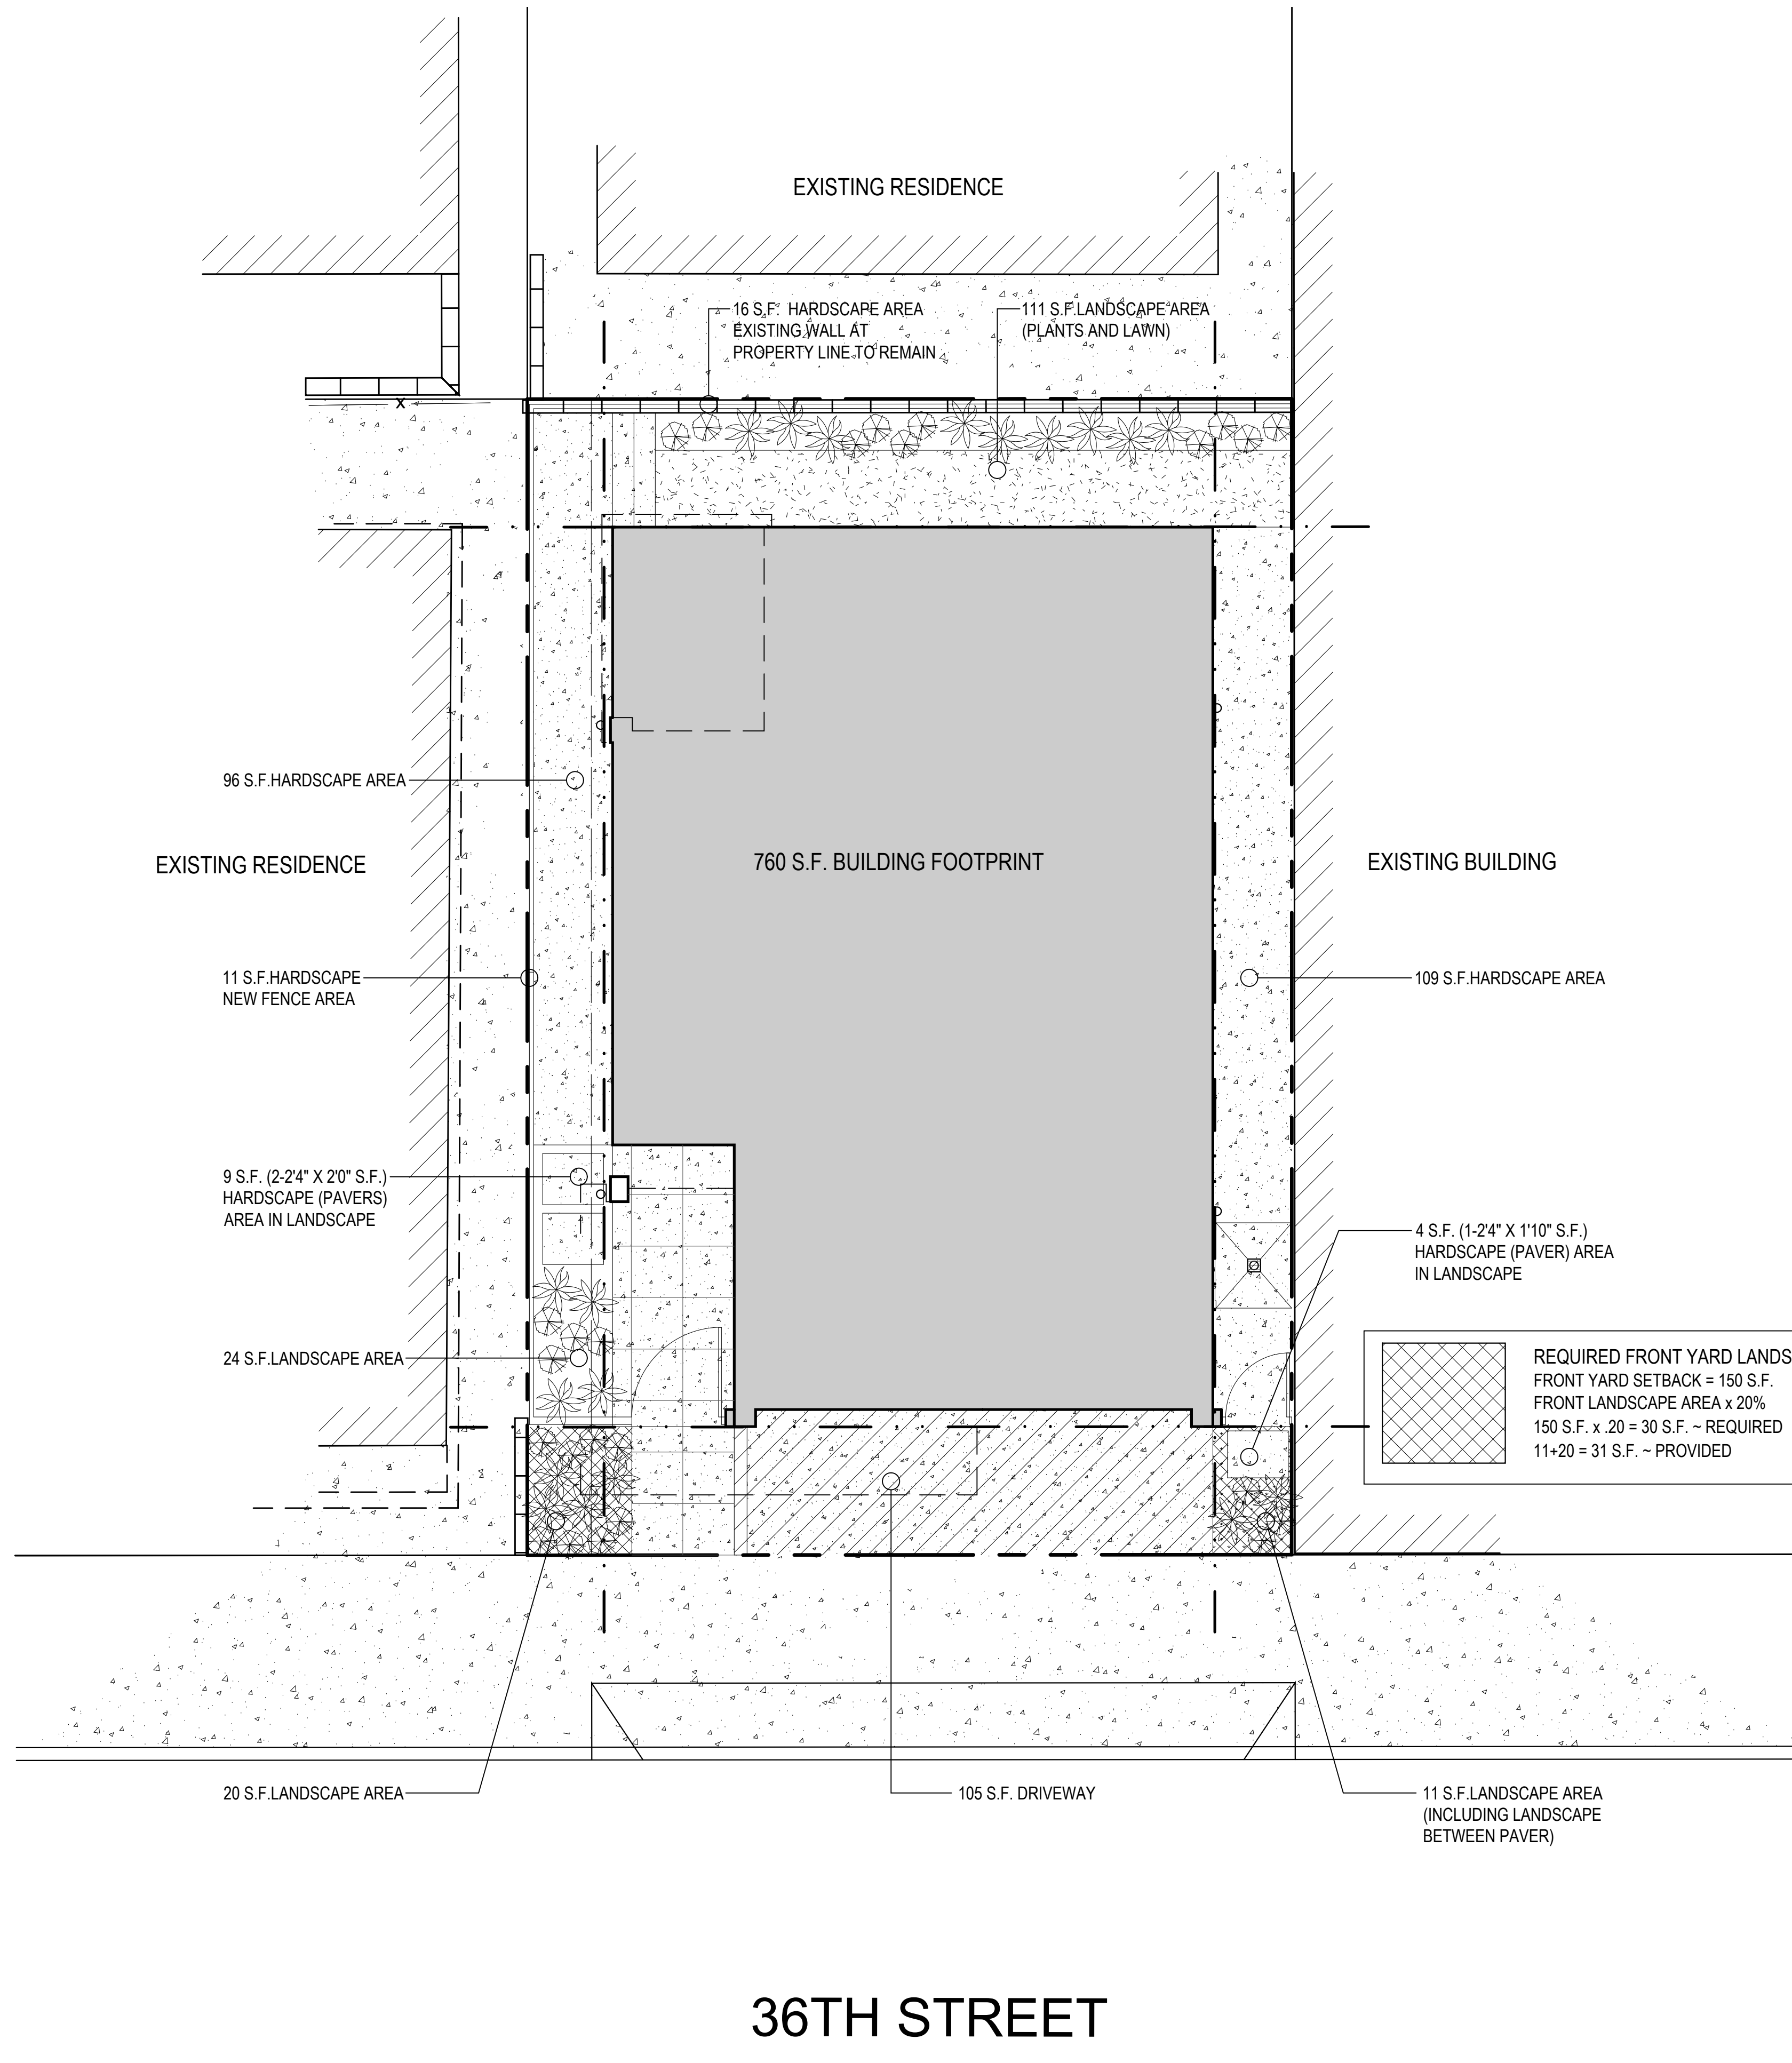 EXISTING RESIDENCE
16 S.F. HARDSCAPE AREA
EXISTING WALL AT
PROPERTY LINE TO REMAIN
111 S.F.LANDSCAPE AREA
(PLANTS AND LAWN)
X
96 S.F.HARDSCAPE AREA
EXISTING RESIDENCE
760 S.F. BUILDING FOOTPRINT
EXISTING BUILDING
11 S.F.HARDSCAPE
NEW FENCE AREA
109 S.F.HARDSCAPE AREA
9 S.F. (2-2'4" X 2'0" S.F.)
HARDSCAPE (PAVERS)
AREA IN LANDSCAPE
4 S.F. (1-2'4" X 1'10" S.F.)
HARDSCAPE (PAVER) AREA
IN LANDSCAPE
24 S.F.LANDSCAPE AREA
REQUIRED FRONT YARD LANDS
FRONT YARD SETBACK = 150 S.F.
FRONT LANDSCAPE AREA x 20%
150 S.F. x .20 = 30 S.F. ~ REQUIRED
11+20 = 31 S.F. ~ PROVIDED
20 S.F.LANDSCAPE AREA
105 S.F. DRIVEWAY
11 S.F.LANDSCAPE AREA
(INCLUDING LANDSCAPE
BETWEEN PAVER)
36TH STREET